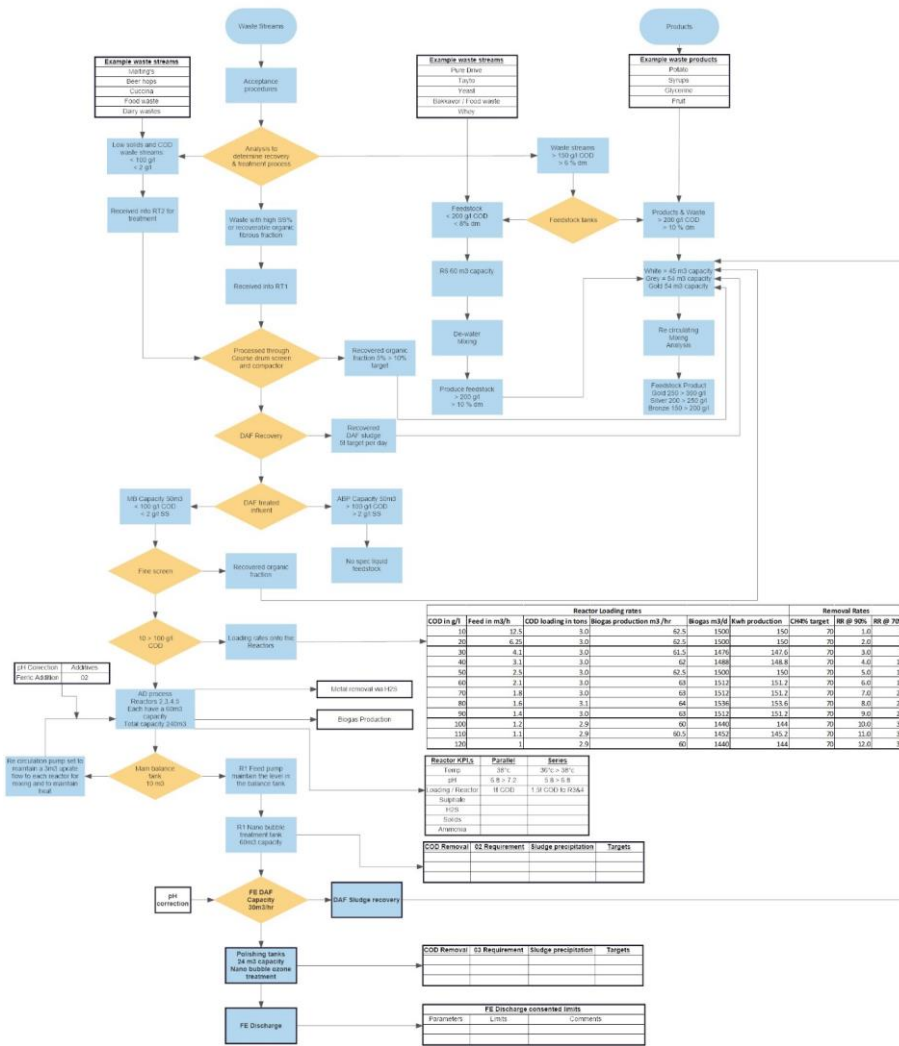 Waste Streams
Products
Example waste streams
Malting's
Beer hops
Cuccina
Food waste
Dairy wastes
Acceptance
procedures
Example waste streams
Pure Drive
Tayto
Yeast
Bakkavor / Food waste
Whey
Example waste products
Potato
Syrups
Glycerine
Fruit
Low solids and COD
waste streams
< 100 g/l
< 2 g/l
Analysis to
determine recovery
& treatment process
Waste streams
> 100 g/l COD
> 5 % dm
Received into RT2 for
treatment
Waste with high SS%
or recoverable organic
fibrous fraction
Feedstock
< 200 g/l COD
< 8% dm
Feedstock tanks
Products & Waste
> 200 g/l COD
> 10 % dm
Received into RT1
R5 60 m3 capacity
White = 45 m3 capacity
Grey = 54 m3 capacity
Gold 54 m3 capacity
Processed through
Course drum screen
and compactor
Recovered organic
fraction 5% > 10%
target
De-water
Mixing
Re circulating
Mixing
Analysis
Produce feedstock
> 200 g/l
> 10 % dm
Feedstock Product
Gold 250 > 350 g/l
Silver 200 > 250 g/l
Bronze 150 > 200 g/l
DAF Recovery
Recovered
DAF sludge
target per day
MB Capacity 50m3
< 100 g/l COD
< 2 g/l SS
DAF treated
influent
ABP Capacity 50m3
> 100 g/l COD
> 2 g/l SS
Fine screen
Recovered organic
fraction
No spec liquid
feedstock
10 > 100 g/l
COD
Loading rates onto the
Reactors
Reactor Loading rates Removal Rates
COD in g/l Feed in m3/h COD loading in tons Biogas production m3 /hr Biogas m3/d Kwh production CH4% target RR @ 90% RR @ 70%
10 12.5 3.0 62.5 1500 150 70 1.0
20 6.25 3.0 62.5 1500 150 70 2.0
30 4.1 3.0 61.5 1476 147.6 70 3.0
40 3.1 3.0 62 1488 148.8 70 4.0
50 2.5 3.0 62.5 1500 150 70 5.0
60 2.1 3.0 63 1512 151.2 70 6.0
70 1.8 3.0 63 1512 151.2 70 7.0
80 1.6 3.1 64 1536 153.6 70 8.0
90 1.4 3.0 63 1512 151.2 70 9.0
100 1.2 2.9 60 1440 144 70 10.0
110 1.1 2.9 60.5 1452 145.2 70 11.0
120 1 2.9 60 1440 144 70 12.0
pH Correction Additives
Ferric Addition 02
AD process
Reactors 2,3,4,5
Each have a 60m3
capacity
Total capacity 240m3
Metal removal via H2S
Biogas Production
Re circulation pump set to
maintain a 3m3 upflow
flow to each reactor for
mixing and to maintain
heat
Main balance
tank
10 m3
R1 Feed pump
maintain the level in
the balance tank
Reactor KPI,s Parallel Series
Temp 38°c 36°c > 38°c
pH 6.8 > 7.2 5.8 > 6.8
Loading / Reactor 1t COD 1.5t COD to R3&4
Sulphate
H2S
Solids
Ammonia
R1 Nano bubble
treatment tank
60m3 capacity
COD Removal 02 Requirement Sludge precipitation Targets
pH
correction
FE DAF
Capacity
30m3/hr
DAF Sludge recovery
Polishing tanks
24 m3 capacity
Nano bubble ozone
treatment
COD Removal 03 Requirement Sludge precipitation Targets
FE Discharge
FE Discharge consented limits
Parameters Limits Comments